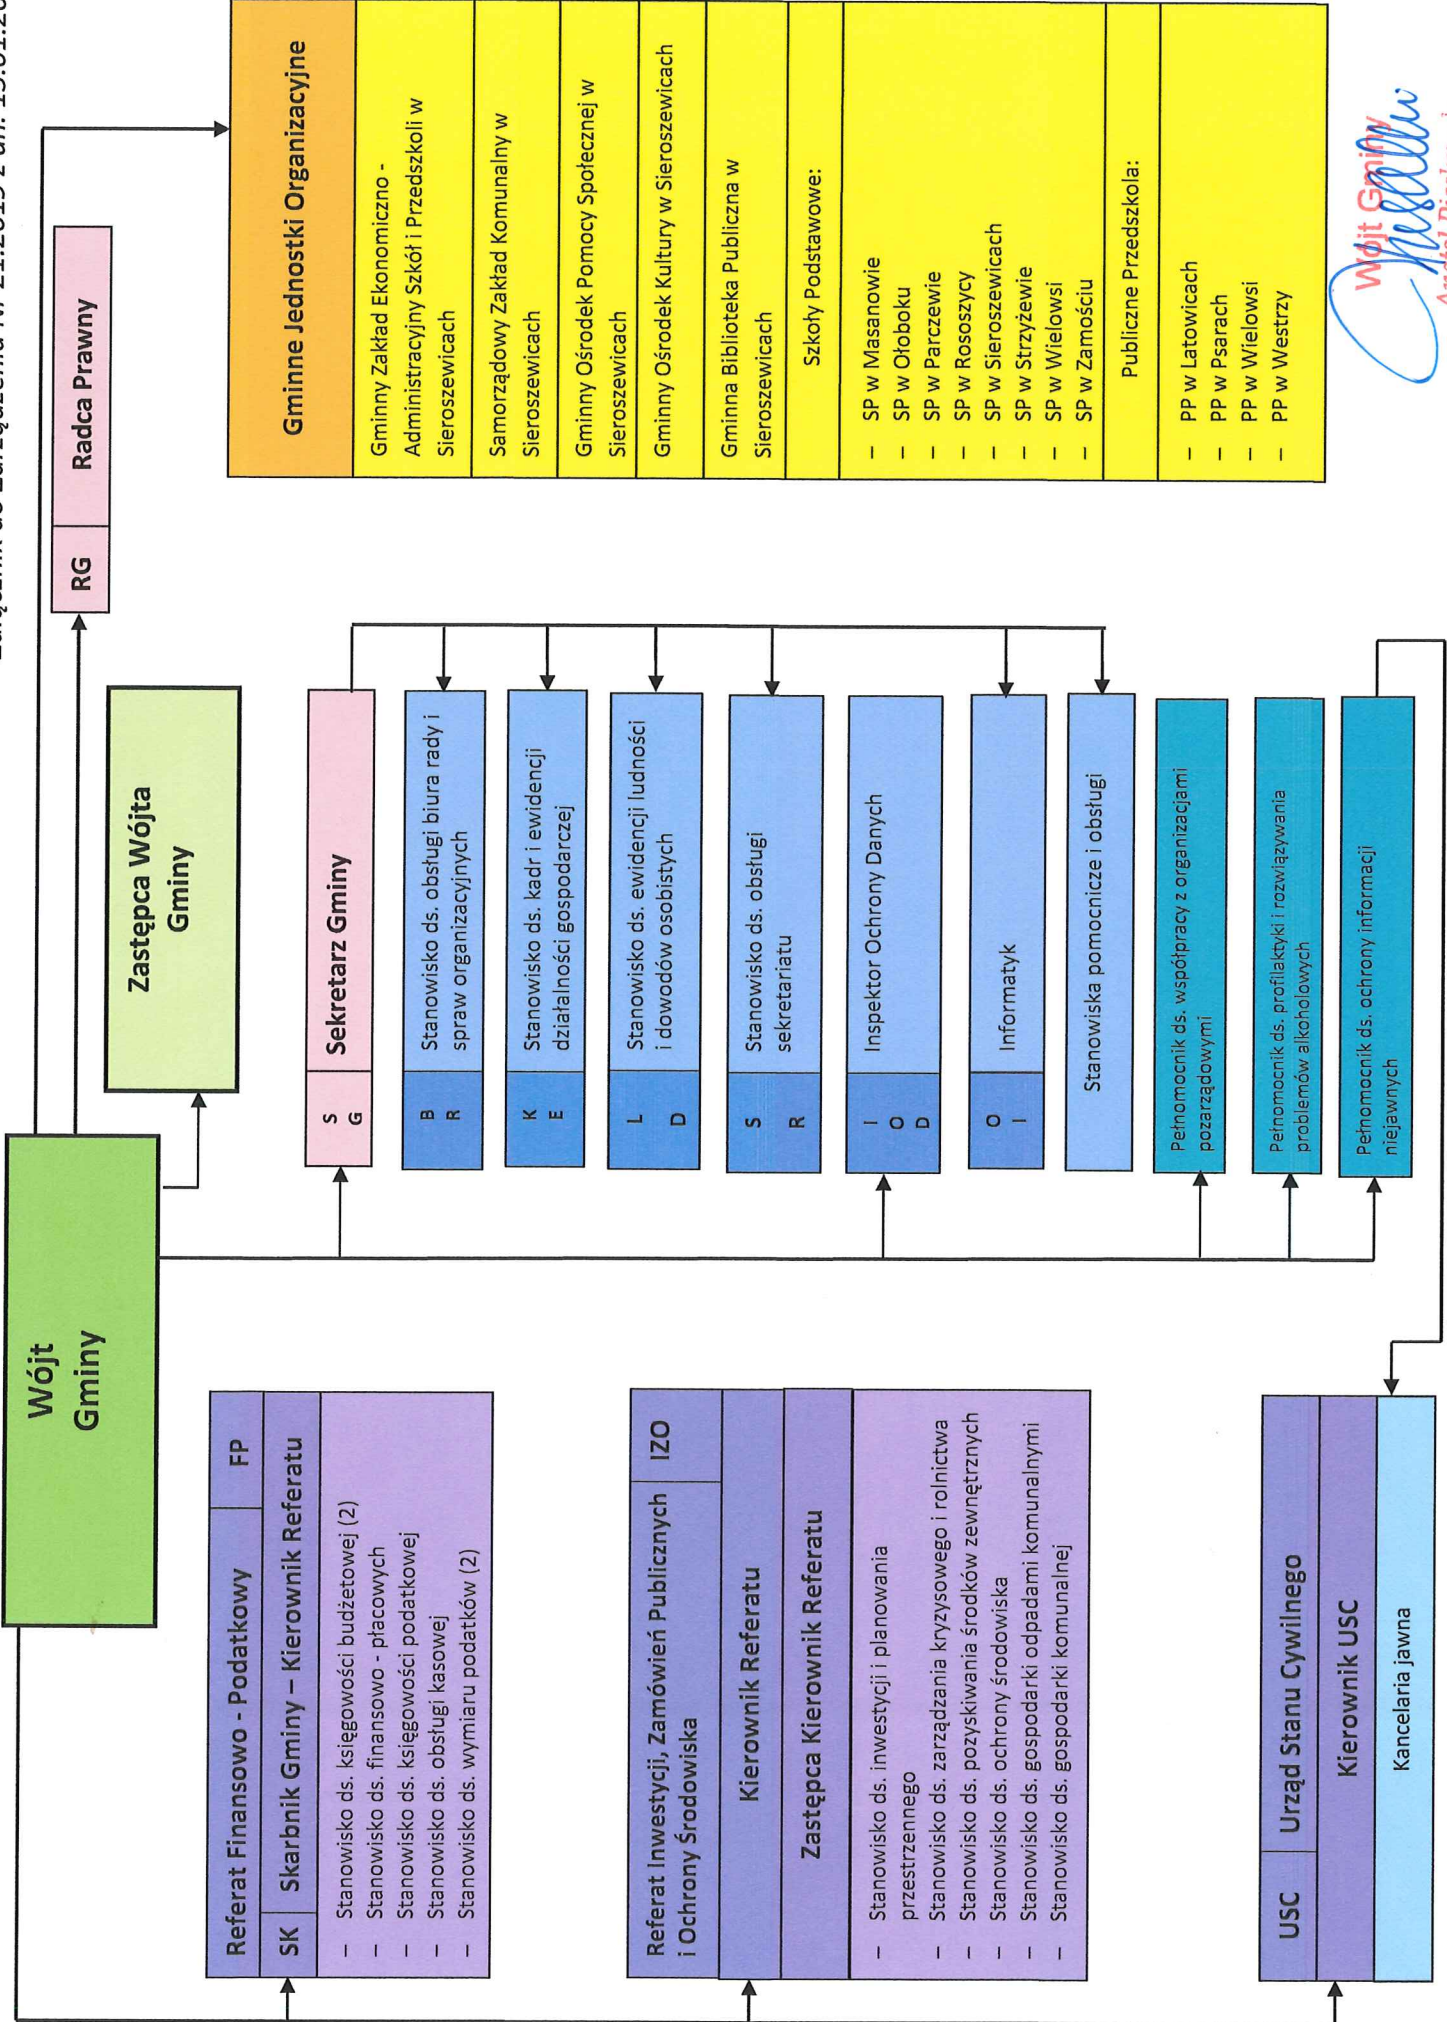 Załącznik do Zarządzenia Nr 21.2019 z dn.
Wójt
Gminy
Zastępca Wójta
Gminy
RG Radca Prawny
Referat Finansowo - Podatkowy FP
SK Skarbnik Gminy – Kierownik Referatu
– Stanowisko ds. księgowości budżetowej (2)
– Stanowisko ds. finansowo - płacowych
– Stanowisko ds. księgowości podatkowej
– Stanowisko ds. obsługi kasowej
– Stanowisko ds. wymiaru podatków (2)
Referat Inwestycji, Zamówień Publicznych
i Ochrony Środowiska
IZO
Kierownik Referatu
Zastępca Kierownik Referatu
– Stanowisko ds. inwestycji i planowania
przestrzennego
– Stanowisko ds. zarządzania kryzysowego i rolnictwa
– Stanowisko ds. pozyskiwania środków zewnętrznych
– Stanowisko ds. ochrony środowiska
– Stanowisko ds. gospodarki odpadami komunalnymi
– Stanowisko ds. gospodarki komunalnej
USC Urząd Stanu Cywilnego
Kierownik USC
Kancelaria jawna
S
G
Sekretarz Gminy
B
R
Stanowisko ds. obsługi biura rady i
spraw organizacyjnych
K
E
Stanowisko ds. kadr i ewidencji
działalności gospodarczej
L
D
Stanowisko ds. ewidencji ludności
i dowodów osobistych
S
R
Stanowisko ds. obsługi
sekretariatu
I
O
D
Inspektor Ochrony Danych
O
I
Informatyk
Stanowiska pomocnicze i obsługi
Pełnomocnik ds. współpracy z organizacjami
pozarządowymi
Pełnomocnik ds. profilaktyki i rozwiązywania
problemów alkoholowych
Pełnomocnik ds. ochrony informacji
niejawnych
Gminne Jednostki Organizacyjne
Gminny Zakład Ekonomiczno -
Administracyjny Szkół i Przedszkoli w
Sieroszewicach
Samorządowy Zakład Komunalny w
Sieroszewicach
Gminny Ośrodek Pomocy Społecznej w
Sieroszewicach
Gminny Ośrodek Kultury w Sieroszewicach
Gminna Biblioteka Publiczna w
Sieroszewicach
Szkoły Podstawowe:
– SP w Masanowie
– SP w Ołoboku
– SP w Parczewie
– SP w Rososzycy
– SP w Sieroszewicach
– SP w Strzyżewie
– SP w Wielowsi
– SP w Zamościu
Publiczne Przedszkola:
– PP w Latowicach
– PP w Psarach
– PP w Wielowsi
– PP w Westrzy
Wójt Gminy